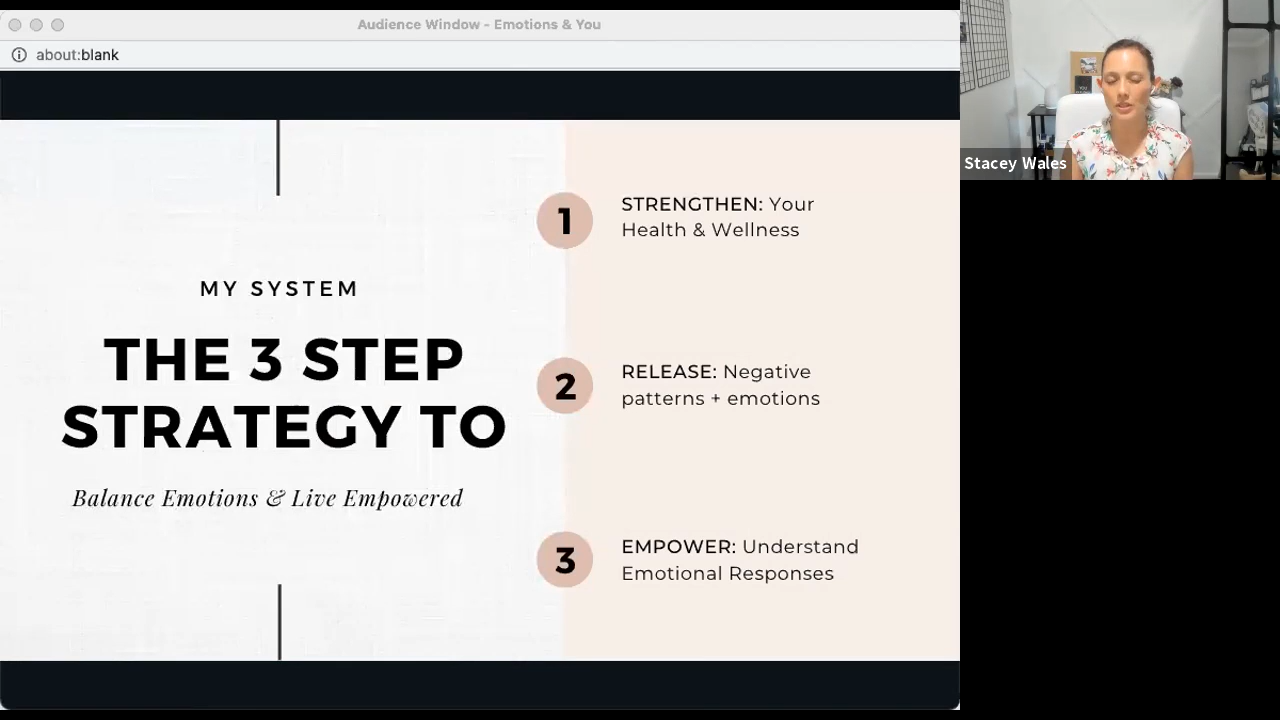 Audience Window - Emotions & You
about:blank
MY SYSTEM
THE 3 STEP
STRATEGY TO
Balance Emotions & Live Empowered
1
STRENGTHEN: Your
Health & Wellness
2
RELEASE: Negative
patterns + emotions
3
EMPOWER: Understand
Emotional Responses
Stacey Wales